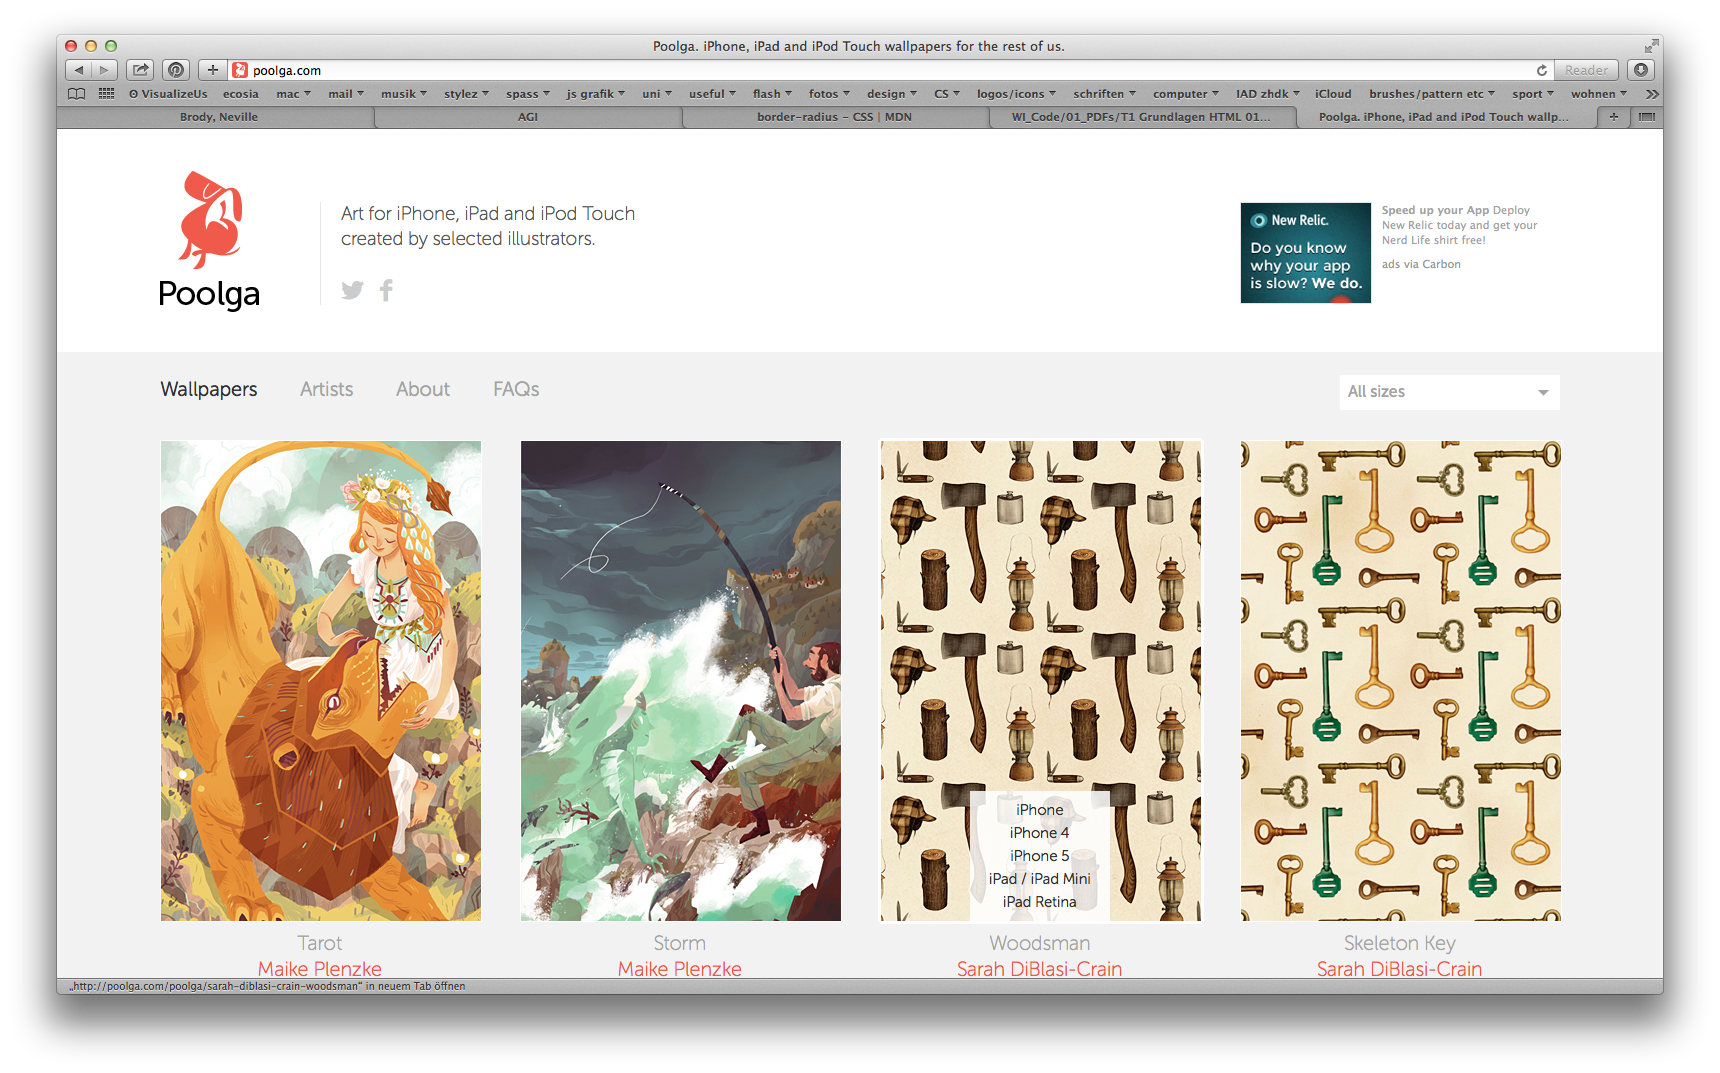 Poolga. iPhone, iPad and iPod Touch wallpapers for the rest of us.
poolga.com
Reader
VisualizeUs ecosia mac mail musik stylez spass js grafik uni useful flash fotos design CS logos/icons schriften computer IAD zhdk iCloud brushes/pattern etc sport wohnen
Brody, Neville
AGI
border-radius - CSS | MDN
WI_Code/01_PDFs/T1 Grundlagen HTML 01...
Poolga. iPhone, iPad and iPod Touch wallp...
Poolga
Art for iPhone, iPad and iPod Touch
created by selected illustrators.
New Relic.
Do you know
why your app
is slow? We do.
Speed up your App Deploy
New Relic today and get your
Nerd Life shirt free!
ads via Carbon
Wallpapers Artists About FAQs
All sizes
iPhone
iPhone 4
iPhone 5
iPad / iPad Mini
iPad Retina
Tarot
Maike Plenzke
Storm
Maike Plenzke
Woodsman
Sarah DiBlasi-Crain
Skeleton Key
Sarah DiBlasi-Crain
„http://poolga.com/poolga/sarah-diblasi-crain-woodsman“ in neuem Tab öffnen